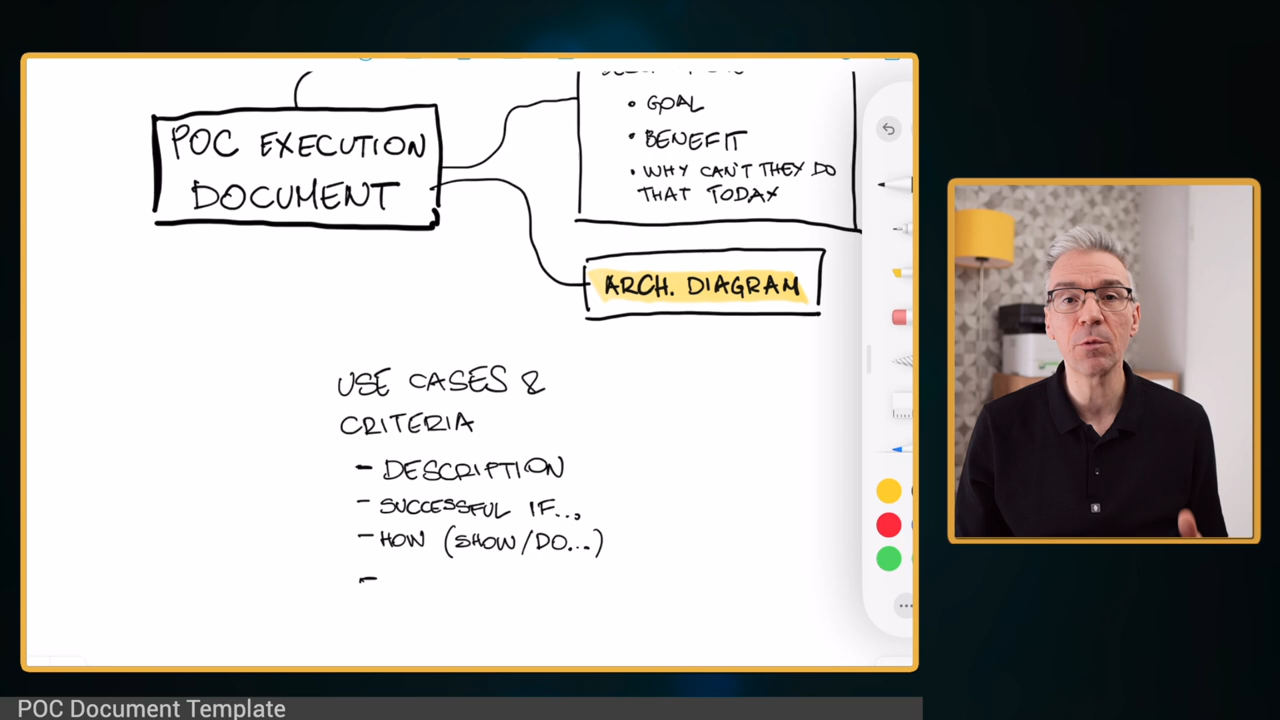 • GOAL
• BENEFIT
• WHY CAN'T THEY DO
THAT TODAY
POC EXECUTION
DOCUMENT
ARCH. DIAGRAM
USE CASES &
CRITERIA
- DESCRIPTION
- SUCCESSFUL IF...
- HOW (SHOW/DO...)
-
POC Document Template